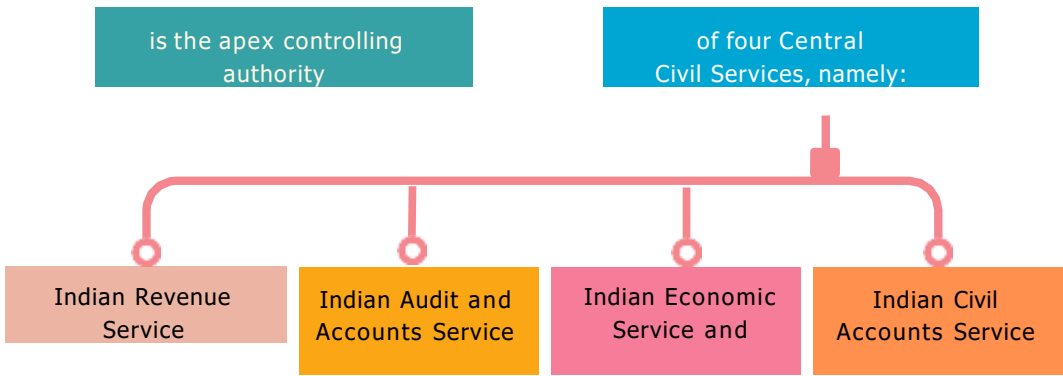 is the apex controlling
authority
of four Central
Civil Services, namely:
Indian Revenue
Service
Indian Audit and
Accounts Service
Indian Economic
Service and
Indian Civil
Accounts Service